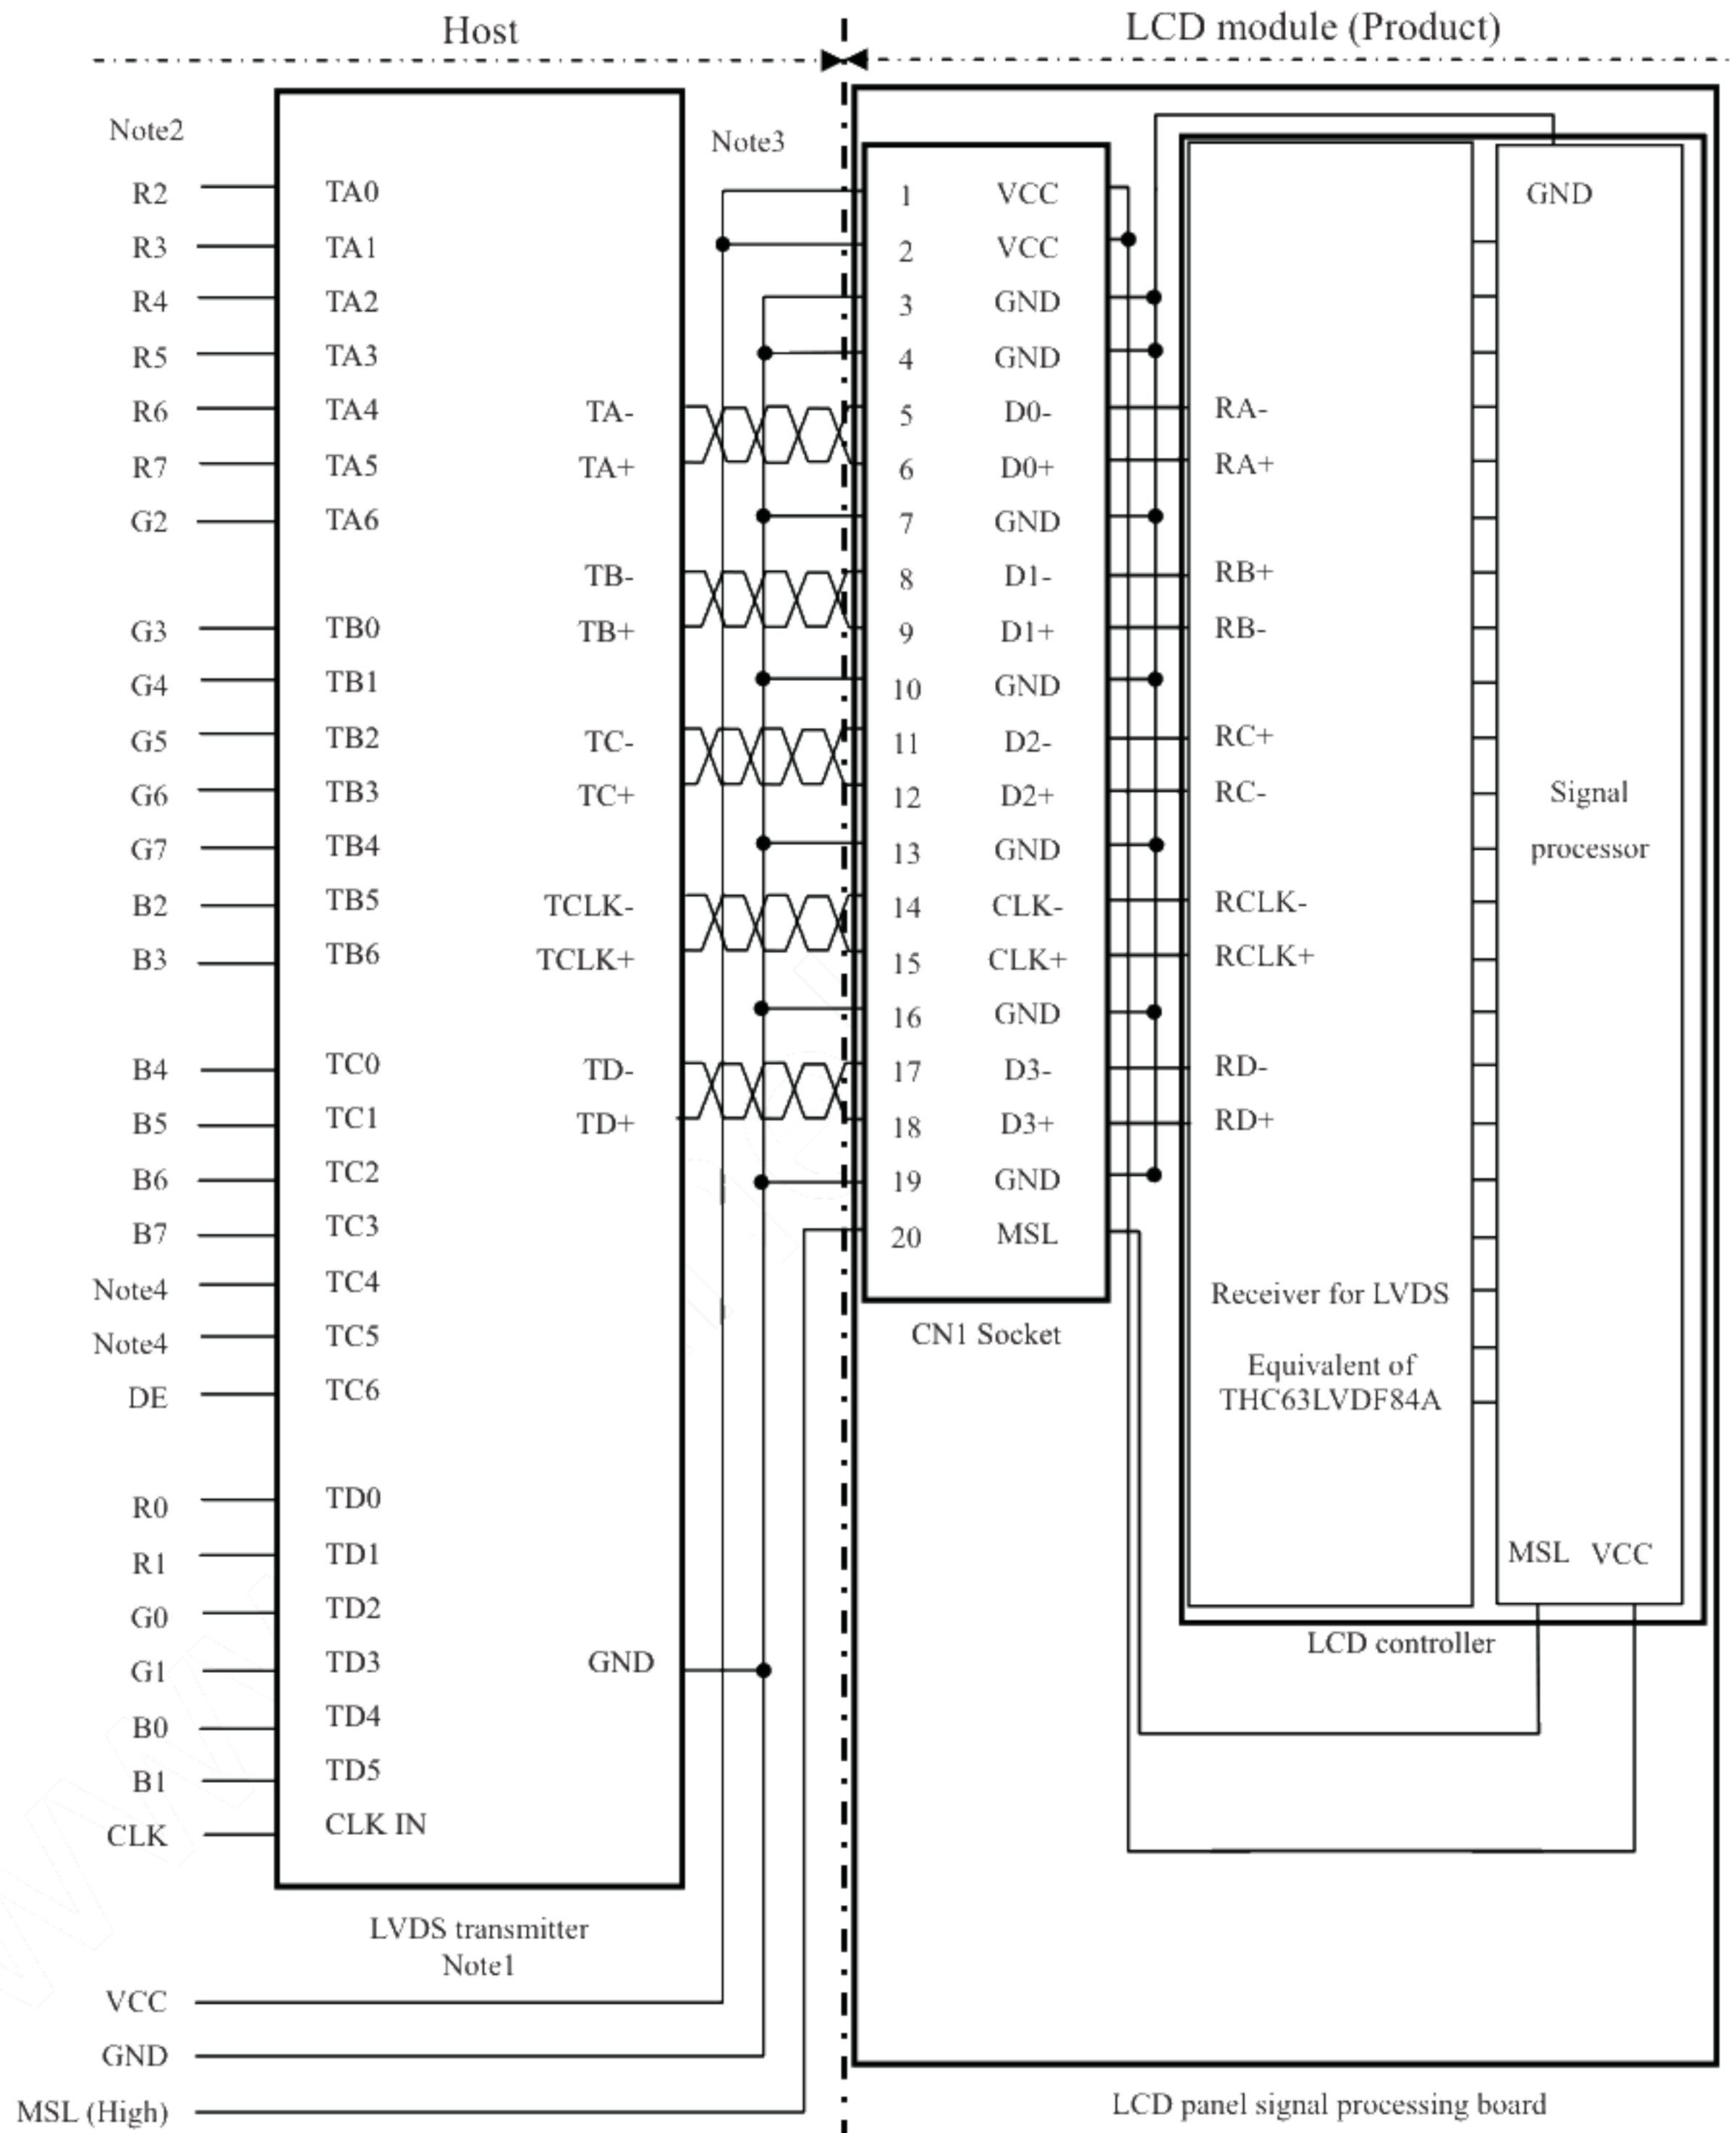 Host
LCD module (Product)
Note2
Note3
R2 TA0
R3 TA1
R4 TA2
R5 TA3
R6 TA4 TA-
R7 TA5 TA+
G2 TA6
TB-
G3 TB0 TB+
G4 TB1
G5 TB2 TC-
G6 TB3 TC+
G7 TB4
B2 TB5 TCLK-
B3 TB6 TCLK+
B4 TC0 TD-
B5 TC1 TD+
B6 TC2
B7 TC3
Note4 TC4
Note4 TC5
DE TC6
R0 TD0
R1 TD1
G0 TD2
G1 TD3 GND
B0 TD4
B1 TD5
CLK CLK IN
LVDS transmitter
Note1
VCC
GND
MSL (High)
1 VCC
2 VCC
3 GND
4 GND
5 D0-
6 D0+
7 GND
8 D1-
9 D1+
10 GND
11 D2-
12 D2+
13 GND
14 CLK-
15 CLK+
16 GND
17 D3-
18 D3+
19 GND
20 MSL
CN1 Socket
RA-
RA+
RB+
RB-
RC+
RC-
RCLK-
RCLK+
RD-
RD+
Receiver for LVDS
Equivalent of
THC63LVDF84A
GND
Signal
processor
MSL VCC
LCD controller
LCD panel signal processing board